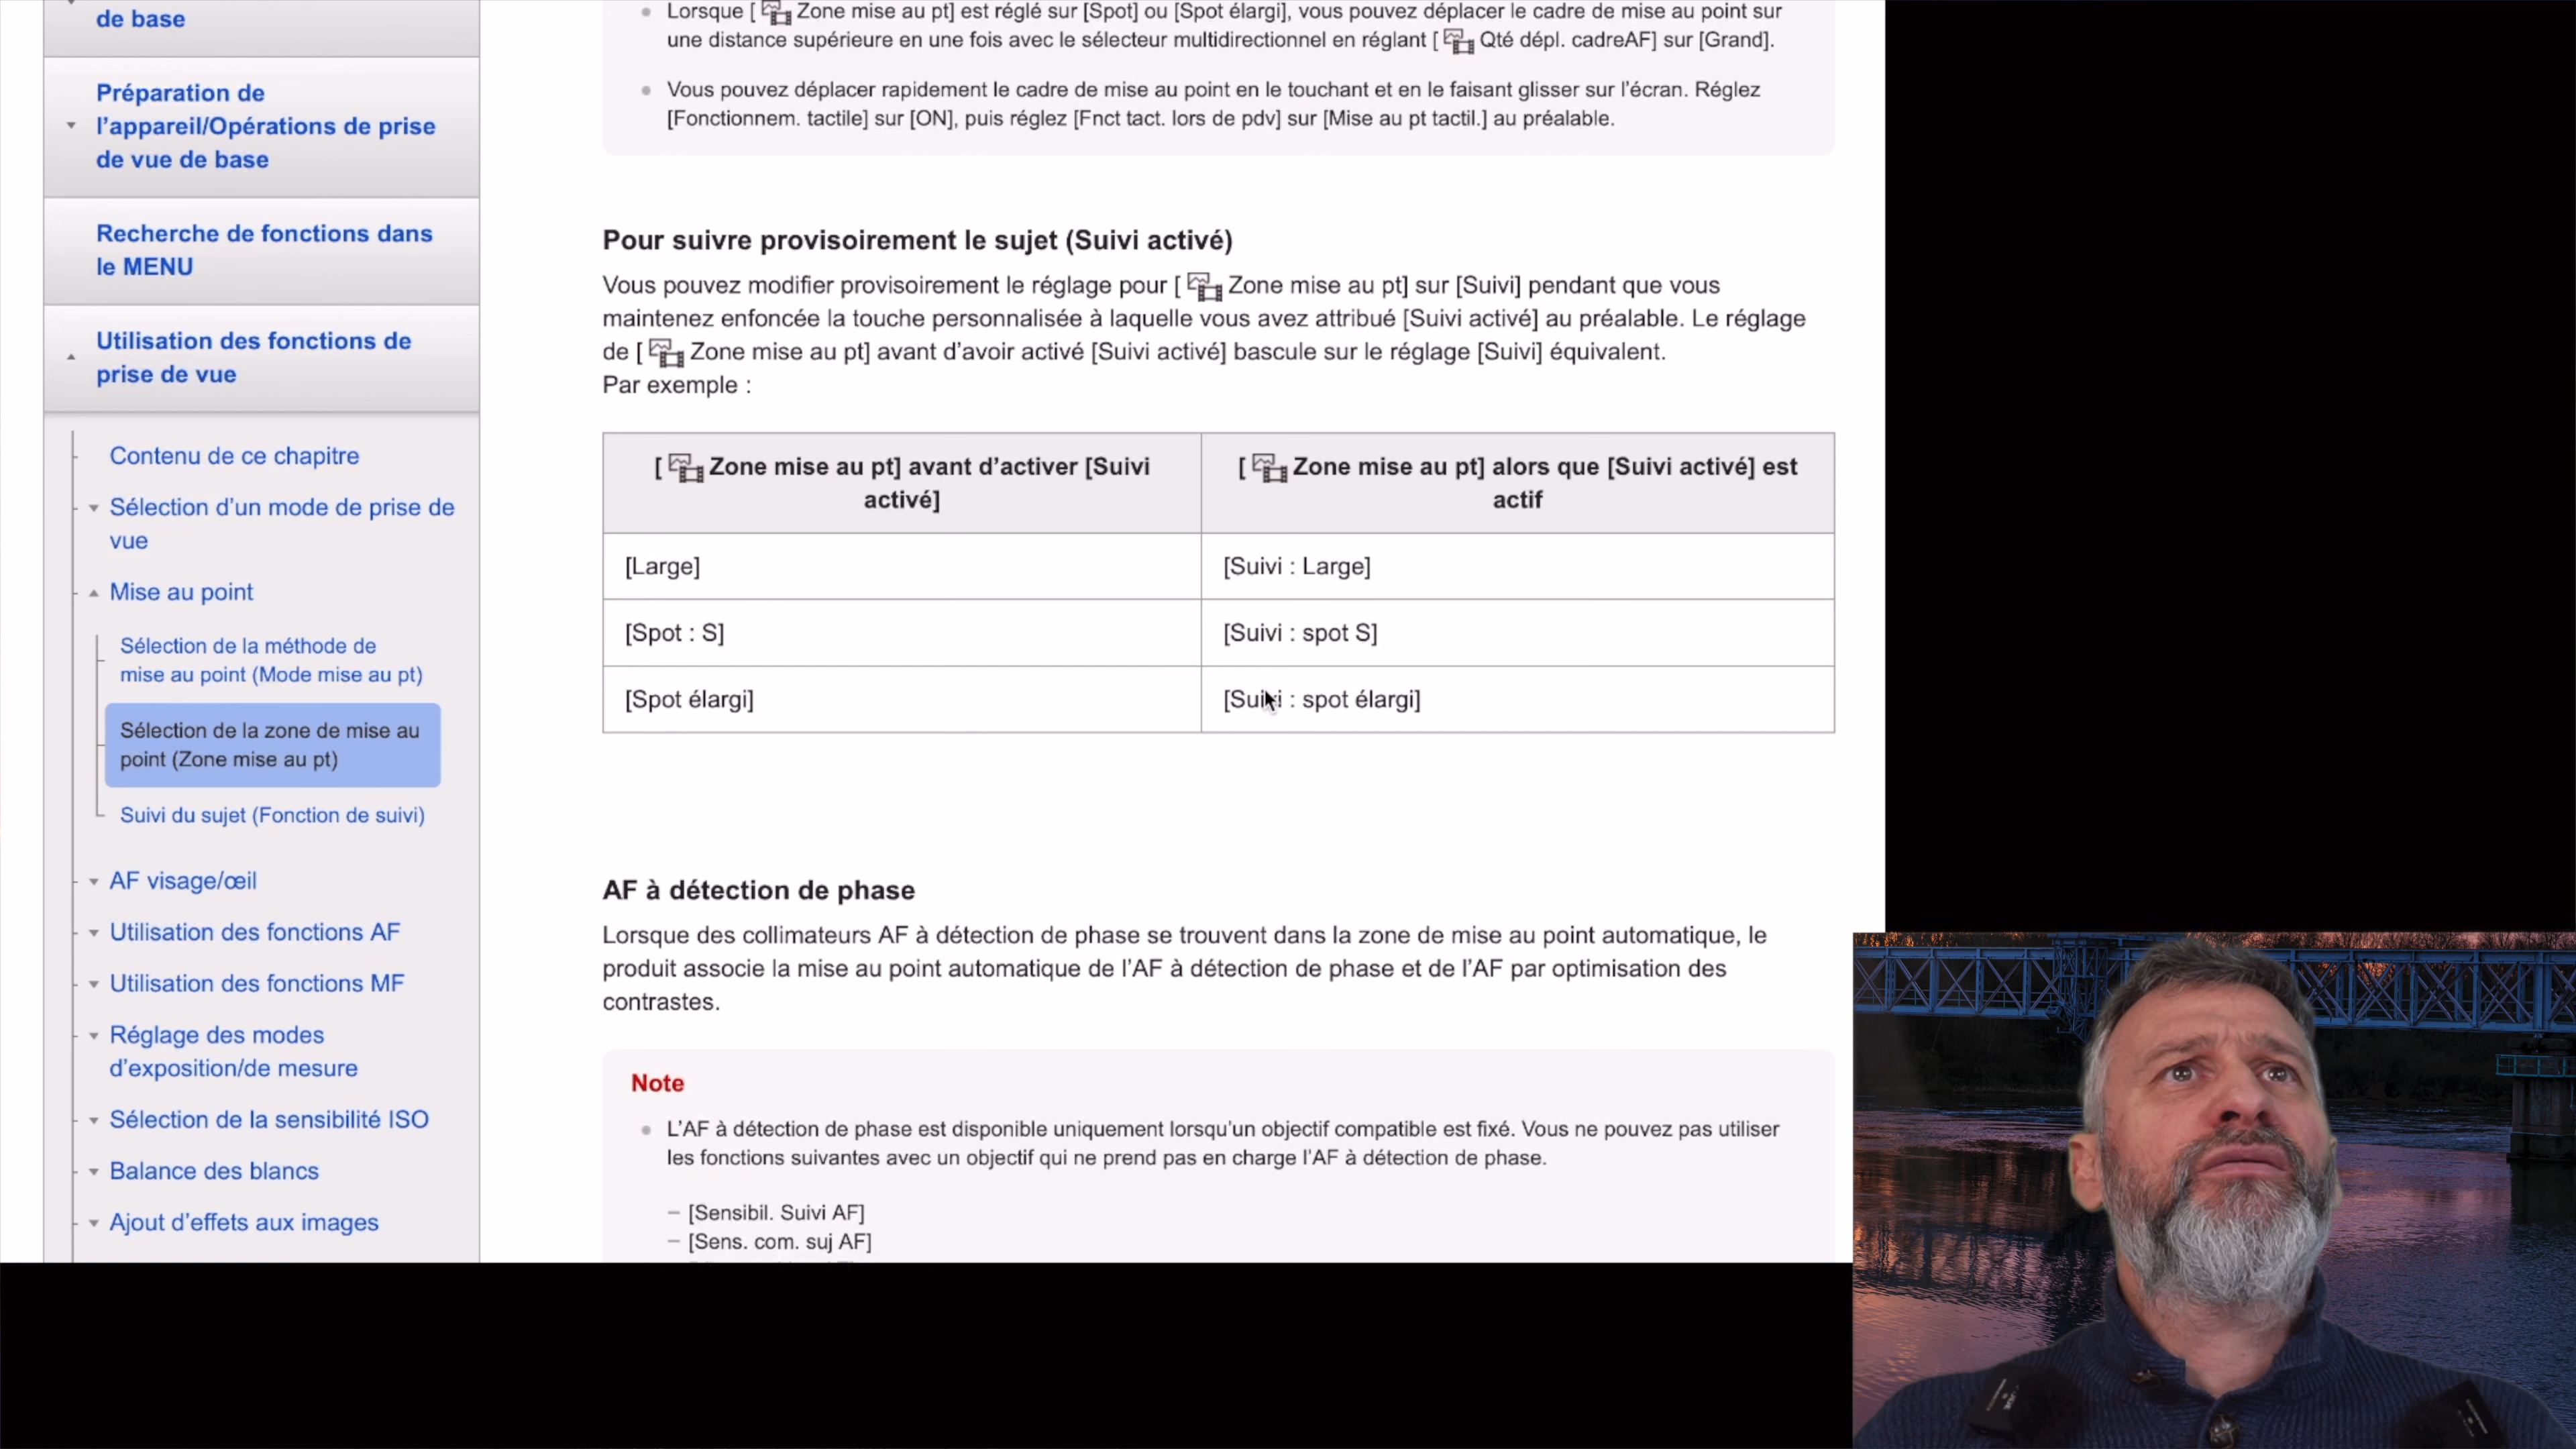 de base
Préparation de
l’appareil/Opérations de prise
de vue de base
Recherche de fonctions dans
le MENU
Utilisation des fonctions de
prise de vue
Contenu de ce chapitre
Sélection d’un mode de prise de
vue
Mise au point
Sélection de la méthode de
mise au point (Mode mise au pt)
Sélection de la zone de mise au
point (Zone mise au pt)
Suivi du sujet (Fonction de suivi)
AF visage/œil
Utilisation des fonctions AF
Utilisation des fonctions MF
Réglage des modes
d’exposition/de mesure
Sélection de la sensibilité ISO
Balance des blancs
Ajout d’effets aux images
Lorsque [ Zone mise au pt] est réglé sur [Spot] ou [Spot élargi], vous pouvez déplacer le cadre de mise au point sur
une distance supérieure en une fois avec le sélecteur multidirectionnel en réglant [ Qté dépl. cadreAF] sur [Grand].
Vous pouvez déplacer rapidement le cadre de mise au point en le touchant et en le faisant glisser sur l’écran. Réglez
[Fonctionnem. tactile] sur [ON], puis réglez [Fnct tact. lors de pdv] sur [Mise au pt tactil.] au préalable.
Pour suivre provisoirement le sujet (Suivi activé)
Vous pouvez modifier provisoirement le réglage pour [ Zone mise au pt] sur [Suivi] pendant que vous
maintenez enfoncée la touche personnalisée à laquelle vous avez attribué [Suivi activé] au préalable. Le réglage
de [ Zone mise au pt] avant d’avoir activé [Suivi activé] bascule sur le réglage [Suivi] équivalent.
Par exemple :
[ Zone mise au pt] avant d’activer [Suivi
activé]
[ Zone mise au pt] alors que [Suivi activé] est
actif
[Large]
[Suivi : Large]
[Spot : S]
[Suivi : spot S]
[Spot élargi]
[Suivi : spot élargi]
AF à détection de phase
Lorsque des collimateurs AF à détection de phase se trouvent dans la zone de mise au point automatique, le
produit associe la mise au point automatique de l’AF à détection de phase et de l’AF par optimisation des
contrastes.
Note
L’AF à détection de phase est disponible uniquement lorsqu’un objectif compatible est fixé. Vous ne pouvez pas utiliser
les fonctions suivantes avec un objectif qui ne prend pas en charge l’AF à détection de phase.
– [Sensibil. Suivi AF]
– [Sens. com. suj AF]